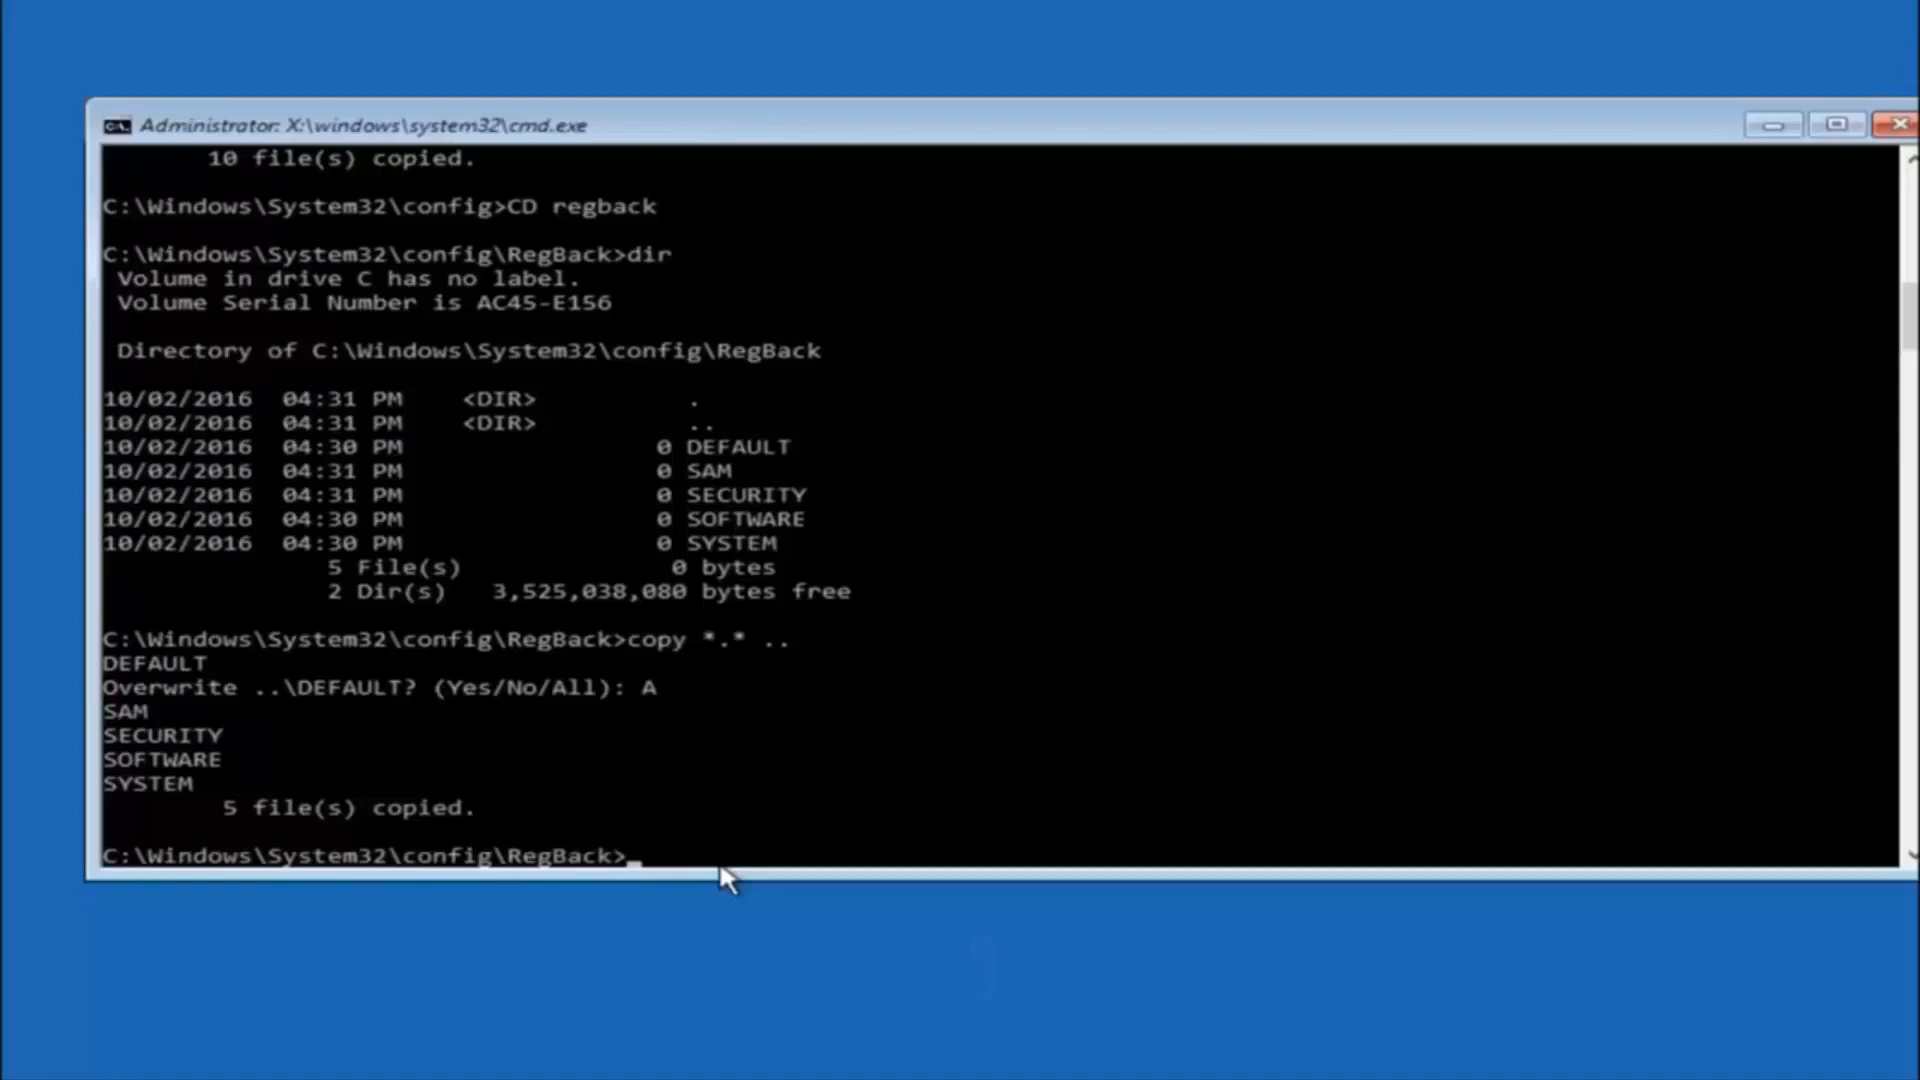 Administrator: X:\windows\system32\cmd.exe
10 file(s) copied.
C:\Windows\System32\config>CD regback
C:\Windows\System32\config\RegBack>dir
Volume in drive C has no label.
Volume Serial Number is AC45-E156
Directory of C:\Windows\System32\config\RegBack
10/02/2016  04:31 PM    <DIR>          .
10/02/2016  04:31 PM    <DIR>          ..
10/02/2016  04:30 PM                 0 DEFAULT
10/02/2016  04:31 PM                 0 SAM
10/02/2016  04:31 PM                 0 SECURITY
10/02/2016  04:30 PM                 0 SOFTWARE
10/02/2016  04:30 PM                 0 SYSTEM
5 File(s)              0 bytes
2 Dir(s)   3,525,038,080 bytes free
C:\Windows\System32\config\RegBack>copy *.* ..
DEFAULT
Overwrite ..\DEFAULT? (Yes/No/All): A
SAM
SECURITY
SOFTWARE
SYSTEM
5 file(s) copied.
C:\Windows\System32\config\RegBack>_